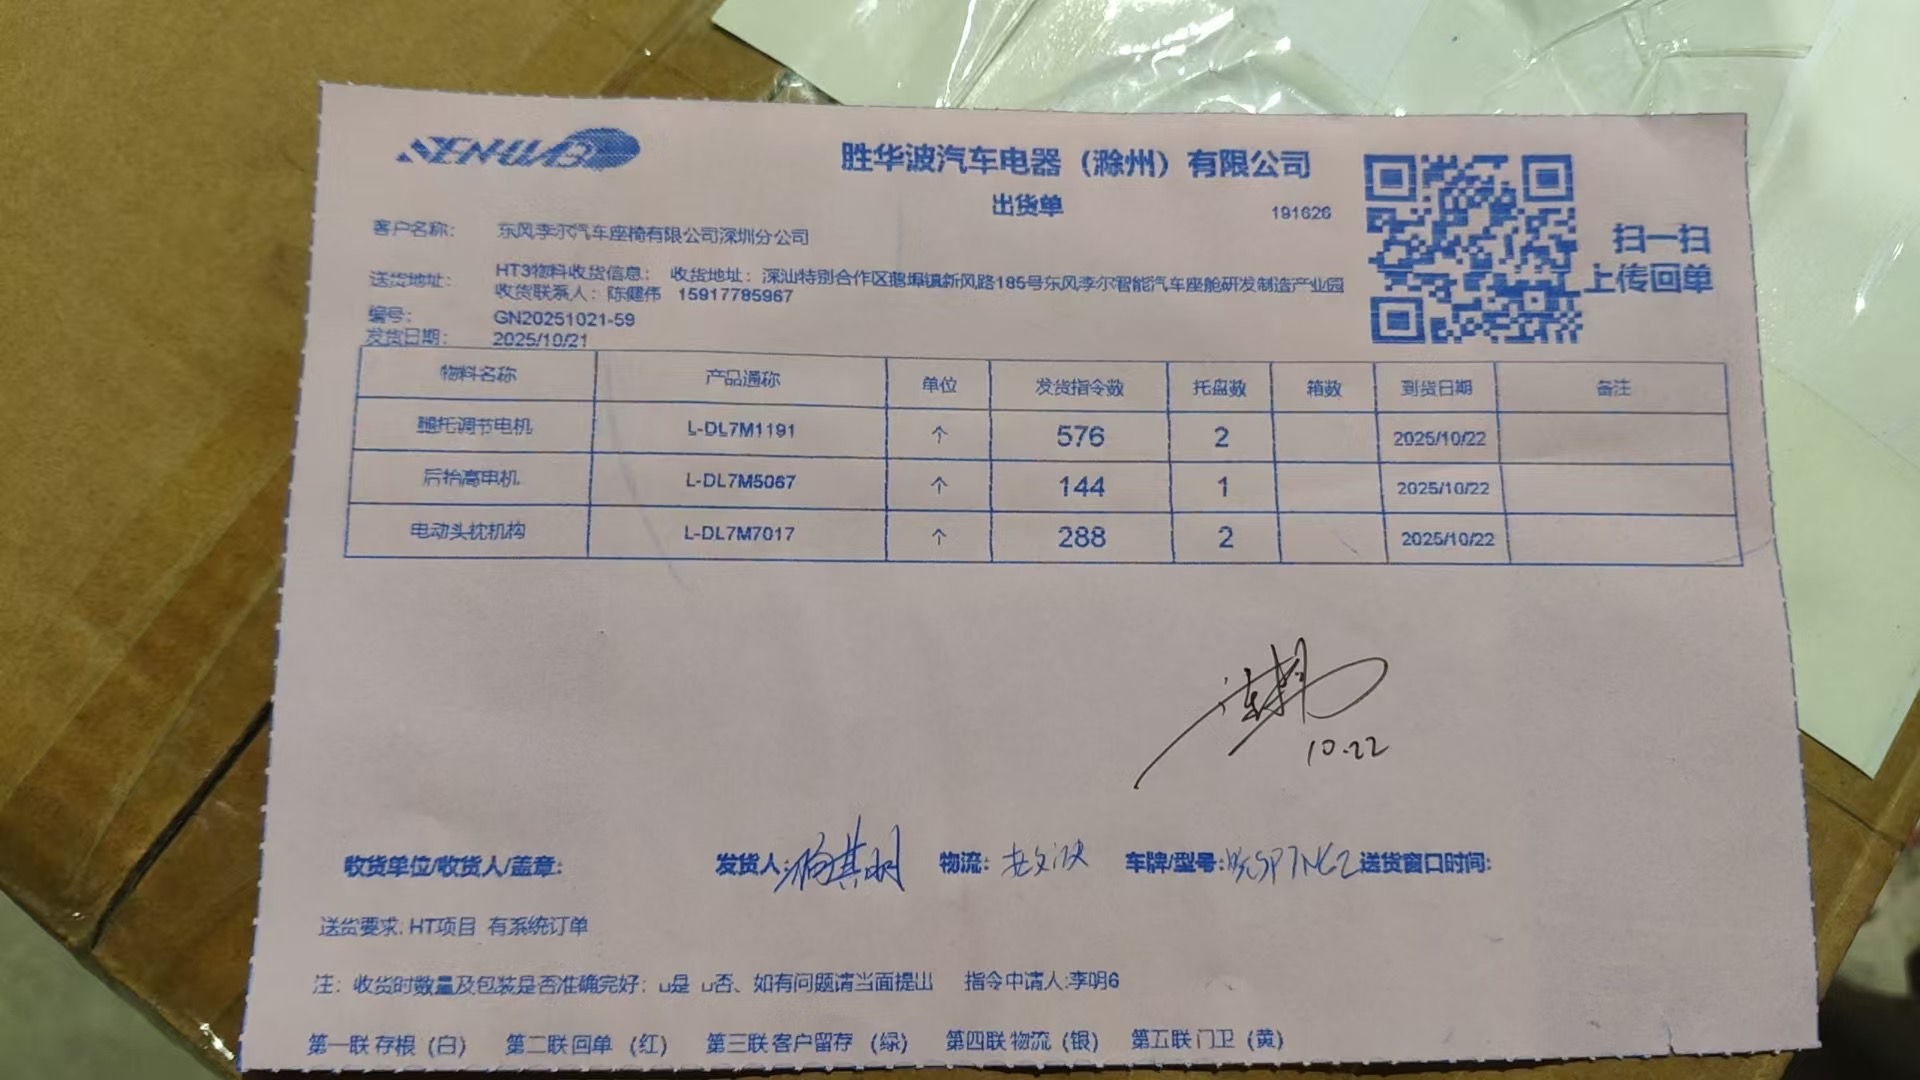 SENUAB
胜华波汽车电器（滁州）有限公司
出货单
191626
扫一扫
上传回单
客户名称： 东风李尔汽车座椅有限公司深圳分公司
送货地址： HT3物料收货信息： 收货地址：深汕特别合作区鹅埠镇新风路185号东风李尔智能汽车座舱研发制造产业园
收货联系人：陈健伟 15917785967
编号： GN20251021-59
发货日期： 2025/10/21
物料名称 产品通称 单位 发货指令数 托盘数 箱数 到货日期 备注
腿托调节电机 L-DL7M1191 个 576 2 2025/10/22
后抬高电机 L-DL7M5067 个 144 1 2025/10/22
电动头枕机构 L-DL7M7017 个 288 2 2025/10/22
10.22
收货单位/收货人/盖章： 发货人： 物流： 车牌/型号： 送货窗口时间：
送货要求：HT项目 有系统订单
注：收货时数量及包装是否准确完好：u是 u否、如有问题请当面提出 指令申请人:李明6
第一联 存根（白） 第二联 回单（红） 第三联 客户留存（绿） 第四联 物流（银） 第五联 门卫（黄）